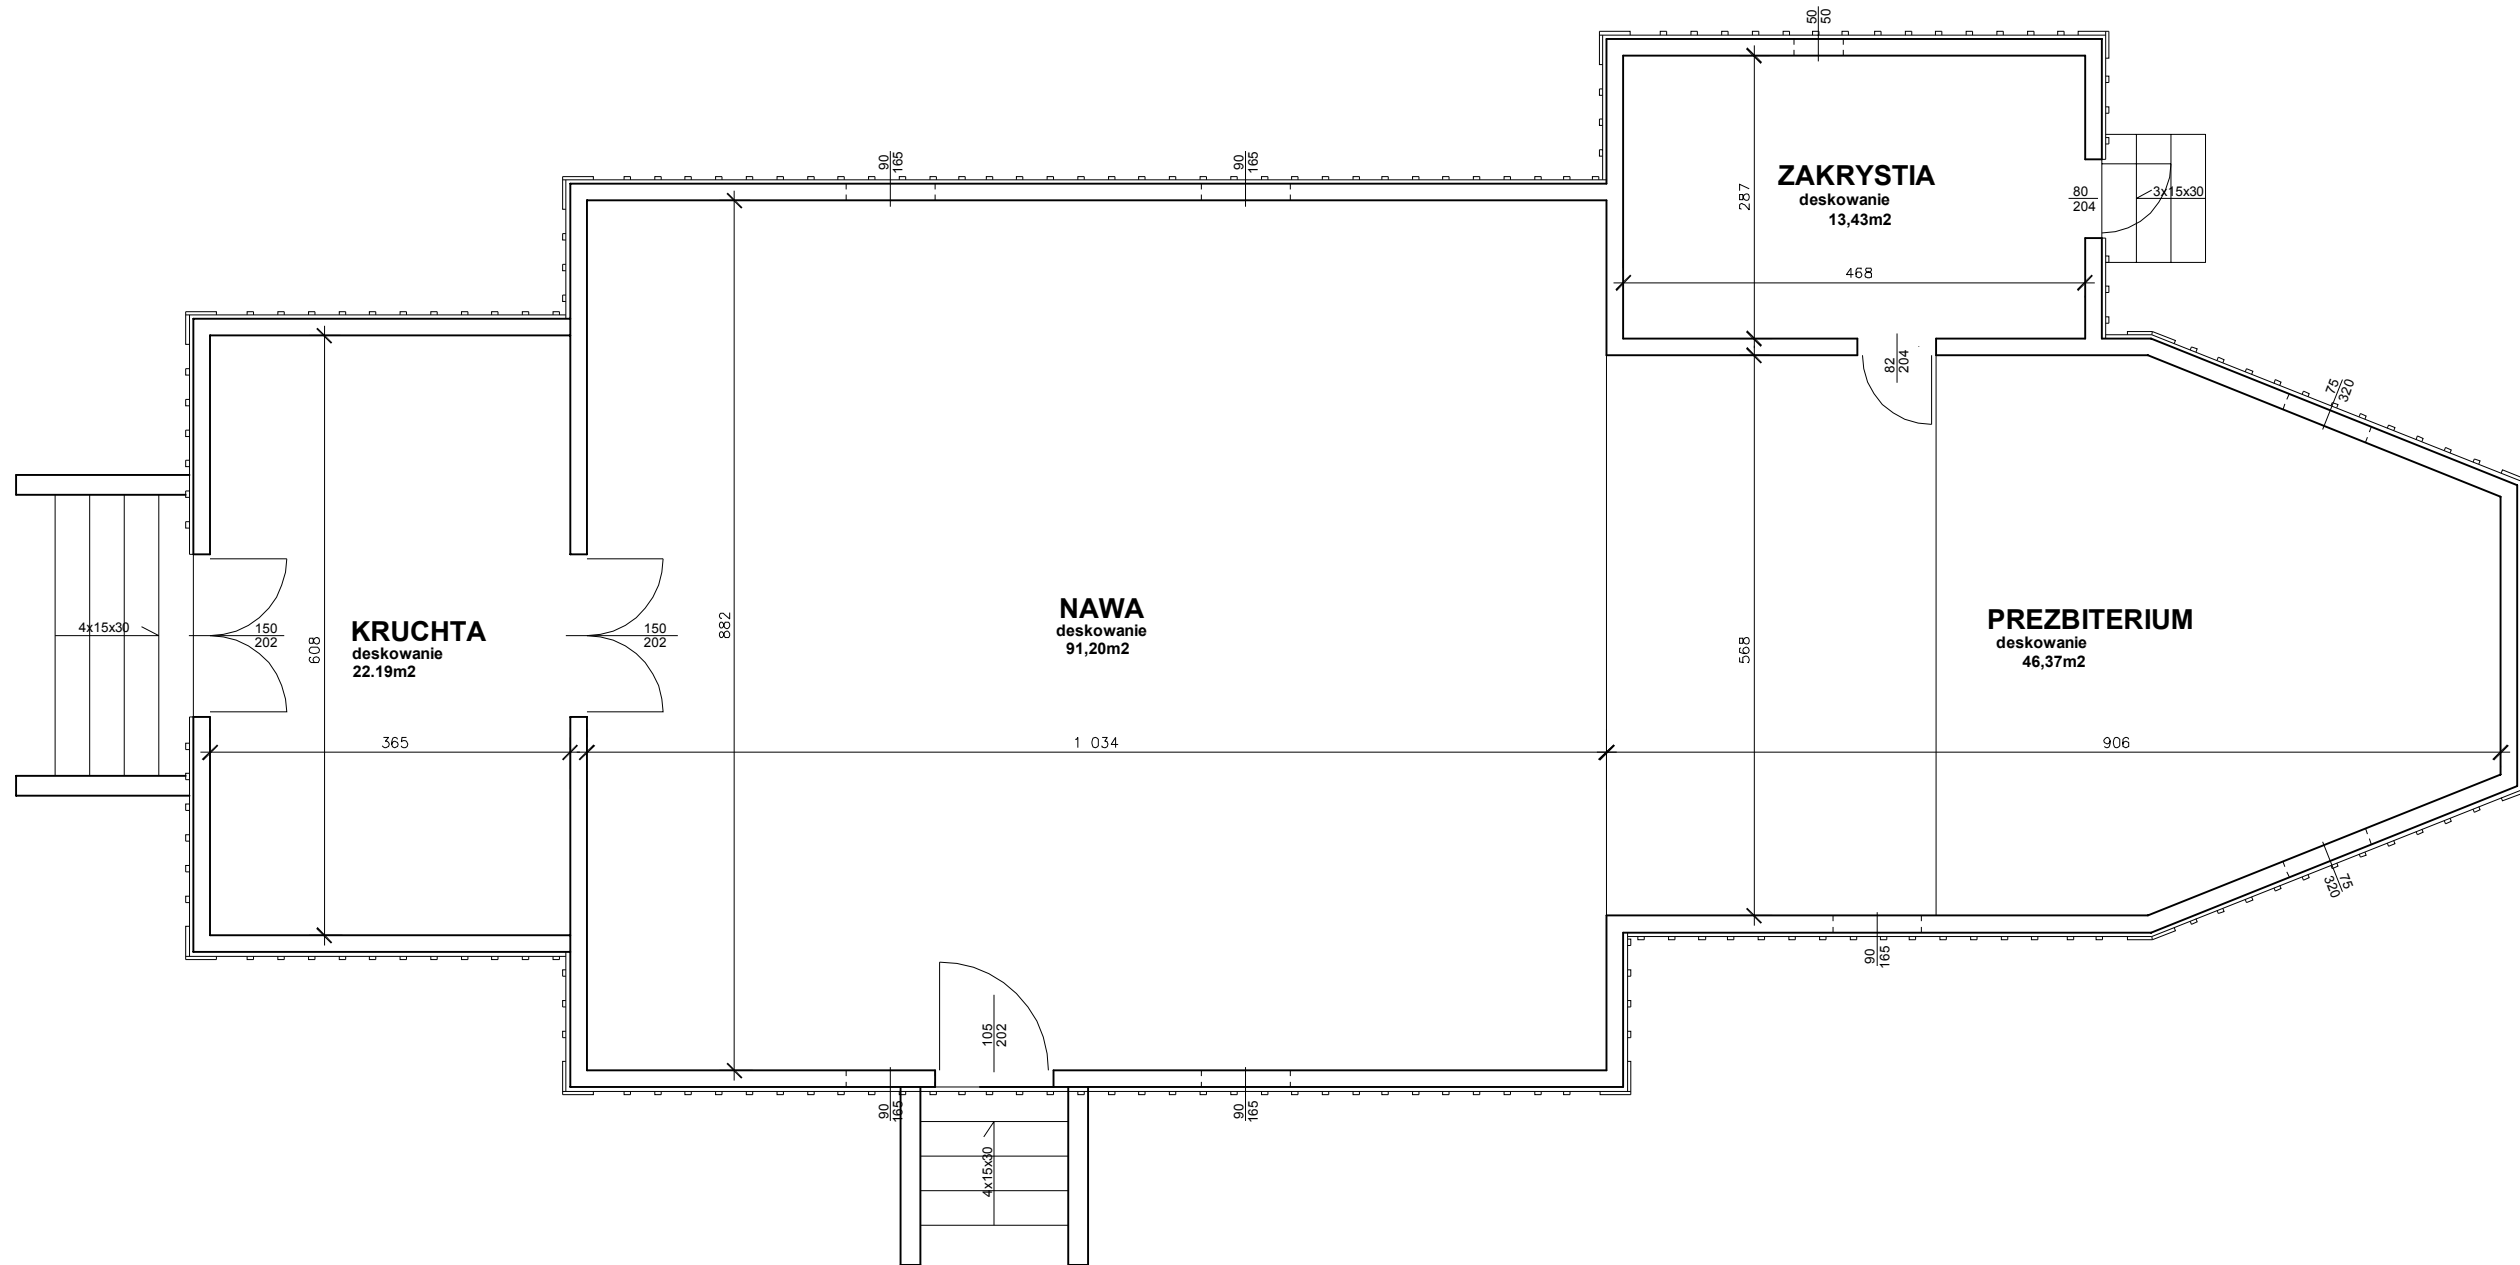 50
50
90
165
90
165
ZAKRYSTIA
deskowanie
13,43m2
287
80
204
3x15x30
468
82
204
75
320
4x15x30
150
202
608
KRUCHTA
deskowanie
22.19m2
150
202
882
NAWA
deskowanie
91,20m2
568
PREZBITERIUM
deskowanie
46,37m2
365
1 034
906
75
320
90
165
105
202
90
165
90
165
4x15x30